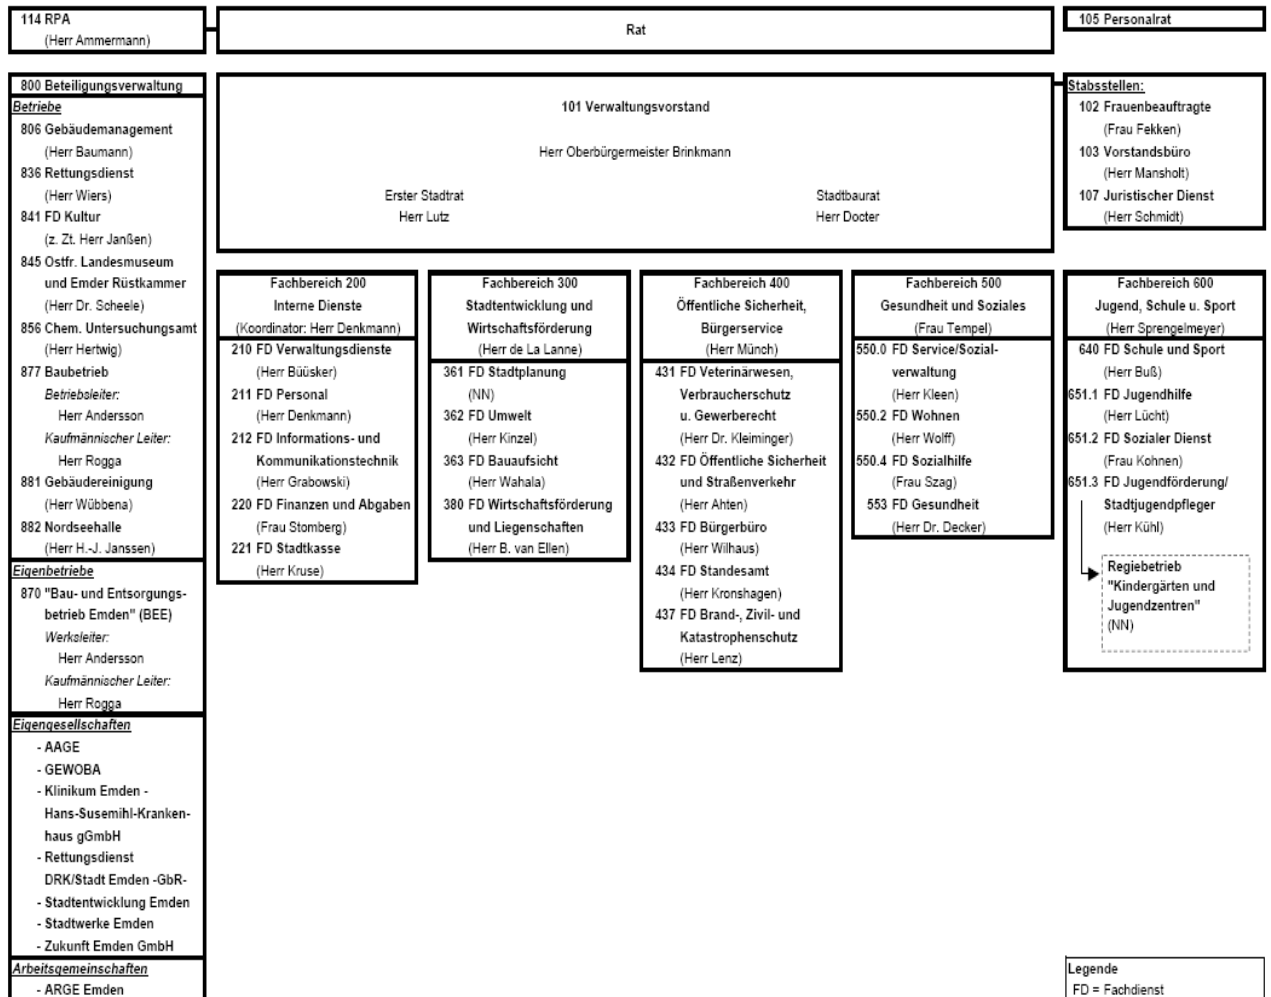 114 RPA
(Herr Ammermann)
Rat
105 Personalrat
800 Beteiligungsverwaltung
Betriebe
806 Gebäudemanagement
(Herr Baumann)
836 Rettungsdienst
(Herr Wiers)
841 FD Kultur
(z. Zt. Herr Janßen)
845 Ostfr. Landesmuseum
und Emder Rüstkammer
(Herr Dr. Scheele)
856 Chem. Untersuchungsamt
(Herr Hertwig)
877 Baubetrieb
Betriebsleiter:
Herr Andersson
Kaufmännischer Leiter:
Herr Rogga
881 Gebäudereinigung
(Herr Wübbena)
882 Nordseehalle
(Herr H.-J. Janssen)
Eigenbetriebe
870 "Bau- und Entsorgungs-
betrieb Emden" (BEE)
Werksleiter:
Herr Andersson
Kaufmännischer Leiter:
Herr Rogga
Eigengesellschaften
- AAGE
- GEWOBA
- Klinikum Emden -
Hans-Susemihl-Kranken-
haus gGmbH
- Rettungsdienst
DRK/Stadt Emden -GbR-
- Stadtentwicklung Emden
- Stadtwerke Emden
- Zukunft Emden GmbH
Arbeitsgemeinschaften
- ARGE Emden
101 Verwaltungsvorstand
Herr Oberbürgermeister Brinkmann
Erster Stadtrat
Herr Lutz
Stadtbaurat
Herr Docter
Stabsstellen:
102 Frauenbeauftragte
(Frau Fekken)
103 Vorstandsbüro
(Herr Mansholt)
107 Juristischer Dienst
(Herr Schmidt)
Fachbereich 200
Interne Dienste
(Koordinator: Herr Denkmann)
210 FD Verwaltungsdienste
(Herr Büüsker)
211 FD Personal
(Herr Denkmann)
212 FD Informations- und
Kommunikationstechnik
(Herr Grabowski)
220 FD Finanzen und Abgaben
(Frau Stomberg)
221 FD Stadtkasse
(Herr Kruse)
Fachbereich 300
Stadtentwicklung und
Wirtschaftsförderung
(Herr de La Lanne)
361 FD Stadtplanung
(NN)
362 FD Umwelt
(Herr Kinzel)
363 FD Bauaufsicht
(Herr Wahala)
380 FD Wirtschaftsförderung
und Liegenschaften
(Herr B. van Ellen)
Fachbereich 400
Öffentliche Sicherheit,
Bürgerservice
(Herr Münch)
431 FD Veterinärwesen,
Verbraucherschutz
u. Gewerberecht
(Herr Dr. Kleiminger)
432 FD Öffentliche Sicherheit
und Straßenverkehr
(Herr Ahten)
433 FD Bürgerbüro
(Herr Wilhaus)
434 FD Standesamt
(Herr Kronshagen)
437 FD Brand-, Zivil- und
Katastrophenschutz
(Herr Lenz)
Fachbereich 500
Gesundheit und Soziales
(Frau Tempel)
550.0 FD Service/Sozial-
verwaltung
(Herr Kleen)
550.2 FD Wohnen
(Herr Wolff)
550.4 FD Sozialhilfe
(Frau Szag)
553 FD Gesundheit
(Herr Dr. Decker)
Fachbereich 600
Jugend, Schule u. Sport
(Herr Sprengelmeyer)
640 FD Schule und Sport
(Herr Buß)
651.1 FD Jugendhilfe
(Herr Lücht)
651.2 FD Sozialer Dienst
(Frau Kohnen)
651.3 FD Jugendförderung/
Stadtjugendpfleger
(Herr Kühl)
Regiebetrieb
"Kindergärten und
Jugendzentren"
(NN)
Legende
FD = Fachdienst